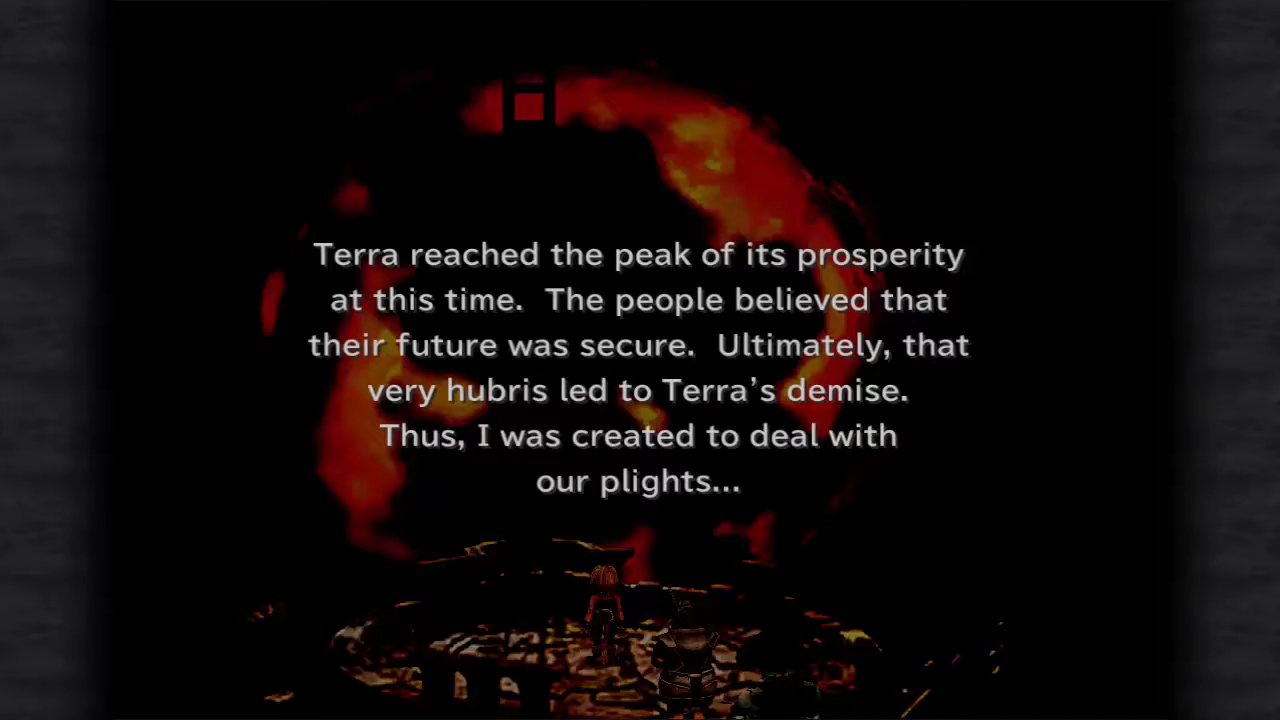 Terra reached the peak of its prosperity
at this time.  The people believed that
their future was secure.  Ultimately, that
very hubris led to Terra’s demise.
Thus, I was created to deal with
our plights...